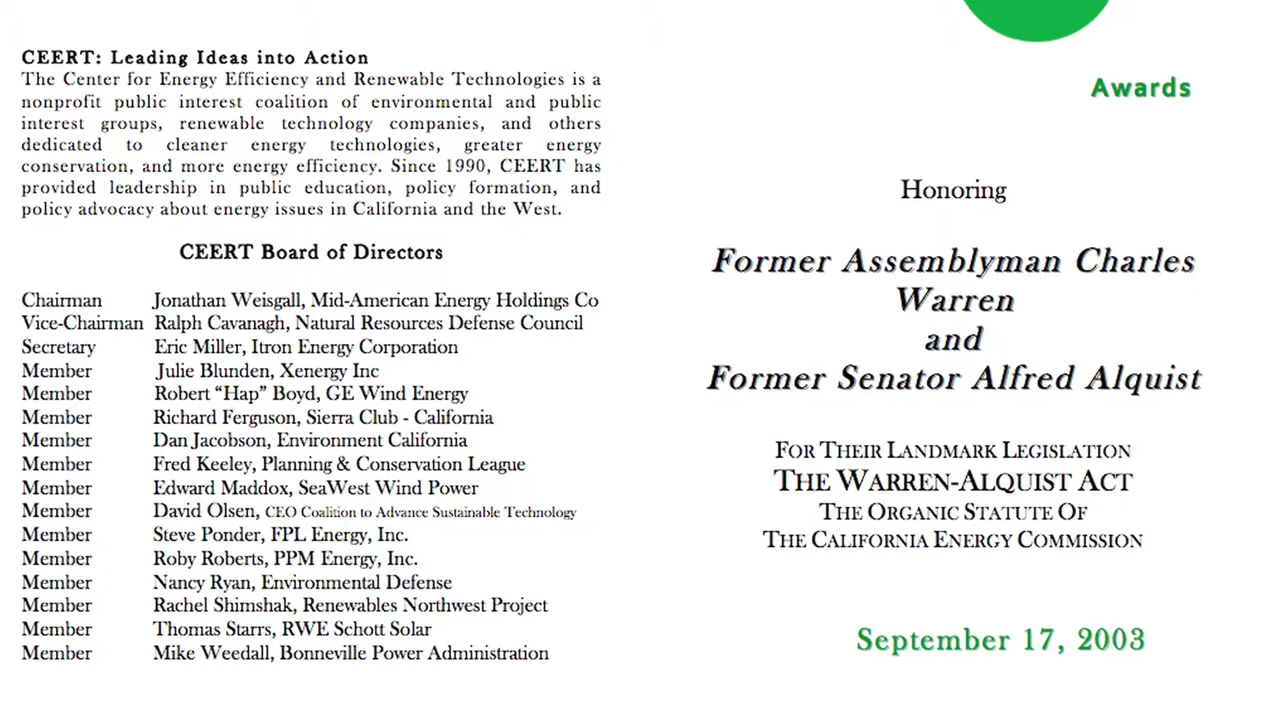 CEERT: Leading Ideas into Action
The Center for Energy Efficiency and Renewable Technologies is a
nonprofit public interest coalition of environmental and public
interest groups, renewable technology companies, and others
dedicated to cleaner energy technologies, greater energy
conservation, and more energy efficiency. Since 1990, CEERT has
provided leadership in public education, policy formation, and
policy advocacy about energy issues in California and the West.
CEERT Board of Directors
Chairman Jonathan Weisgall, Mid-American Energy Holdings Co
Vice-Chairman Ralph Cavanagh, Natural Resources Defense Council
Secretary Eric Miller, Itron Energy Corporation
Member Julie Blunden, Xenergy Inc
Member Robert “Hap” Boyd, GE Wind Energy
Member Richard Ferguson, Sierra Club - California
Member Dan Jacobson, Environment California
Member Fred Keeley, Planning & Conservation League
Member Edward Maddox, SeaWest Wind Power
Member David Olsen, CEO Coalition to Advance Sustainable Technology
Member Steve Ponder, FPL Energy, Inc.
Member Roby Roberts, PPM Energy, Inc.
Member Nancy Ryan, Environmental Defense
Member Rachel Shimshak, Renewables Northwest Project
Member Thomas Starrs, RWE Schott Solar
Member Mike Weedall, Bonneville Power Administration
Awards
Honoring
Former Assemblyman Charles
Warren
and
Former Senator Alfred Alquist
FOR THEIR LANDMARK LEGISLATION
THE WARREN-ALQUIST ACT
THE ORGANIC STATUTE OF
THE CALIFORNIA ENERGY COMMISSION
September 17, 2003